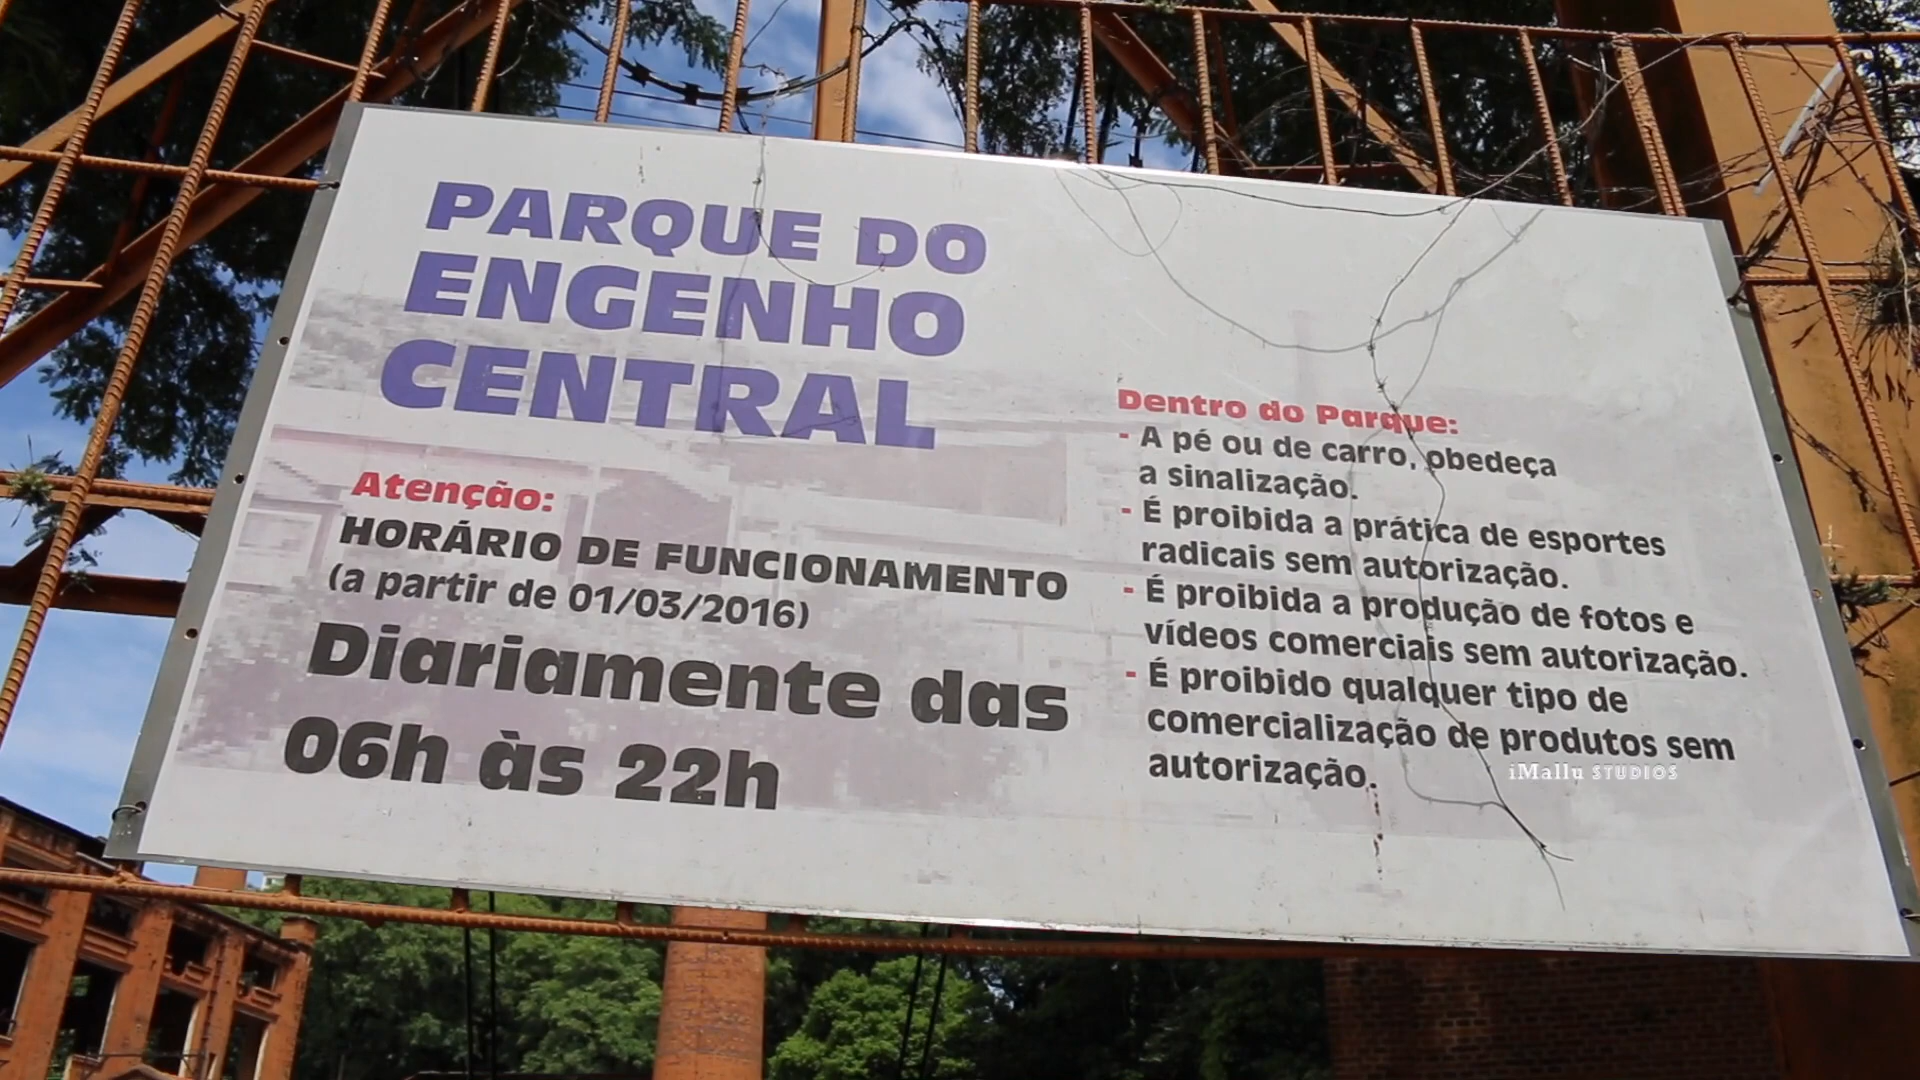 PARQUE DO
ENGENHO
CENTRAL
Atenção:
HORÁRIO DE FUNCIONAMENTO
(a partir de 01/03/2016)
Diariamente das
06h às 22h
Dentro do Parque:
- A pé ou de carro, obedeça
a sinalização.
- É proibida a prática de esportes
radicais sem autorização.
- É proibida a produção de fotos e
vídeos comerciais sem autorização.
- É proibido qualquer tipo de
comercialização de produtos sem
autorização.
iMallu STUDIOS